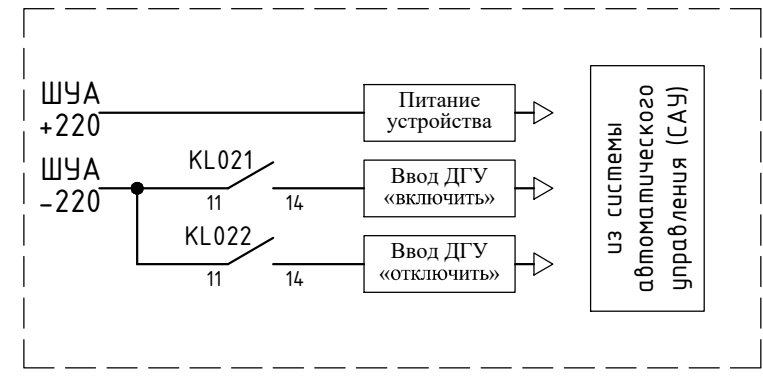 ШУА
+220
Питание
устройства
ШУА
-220
KL021
11
14
Ввод ДГУ
«включить»
KL022
11
14
Ввод ДГУ
«отключить»
из системы
автоматического
управления (САУ)